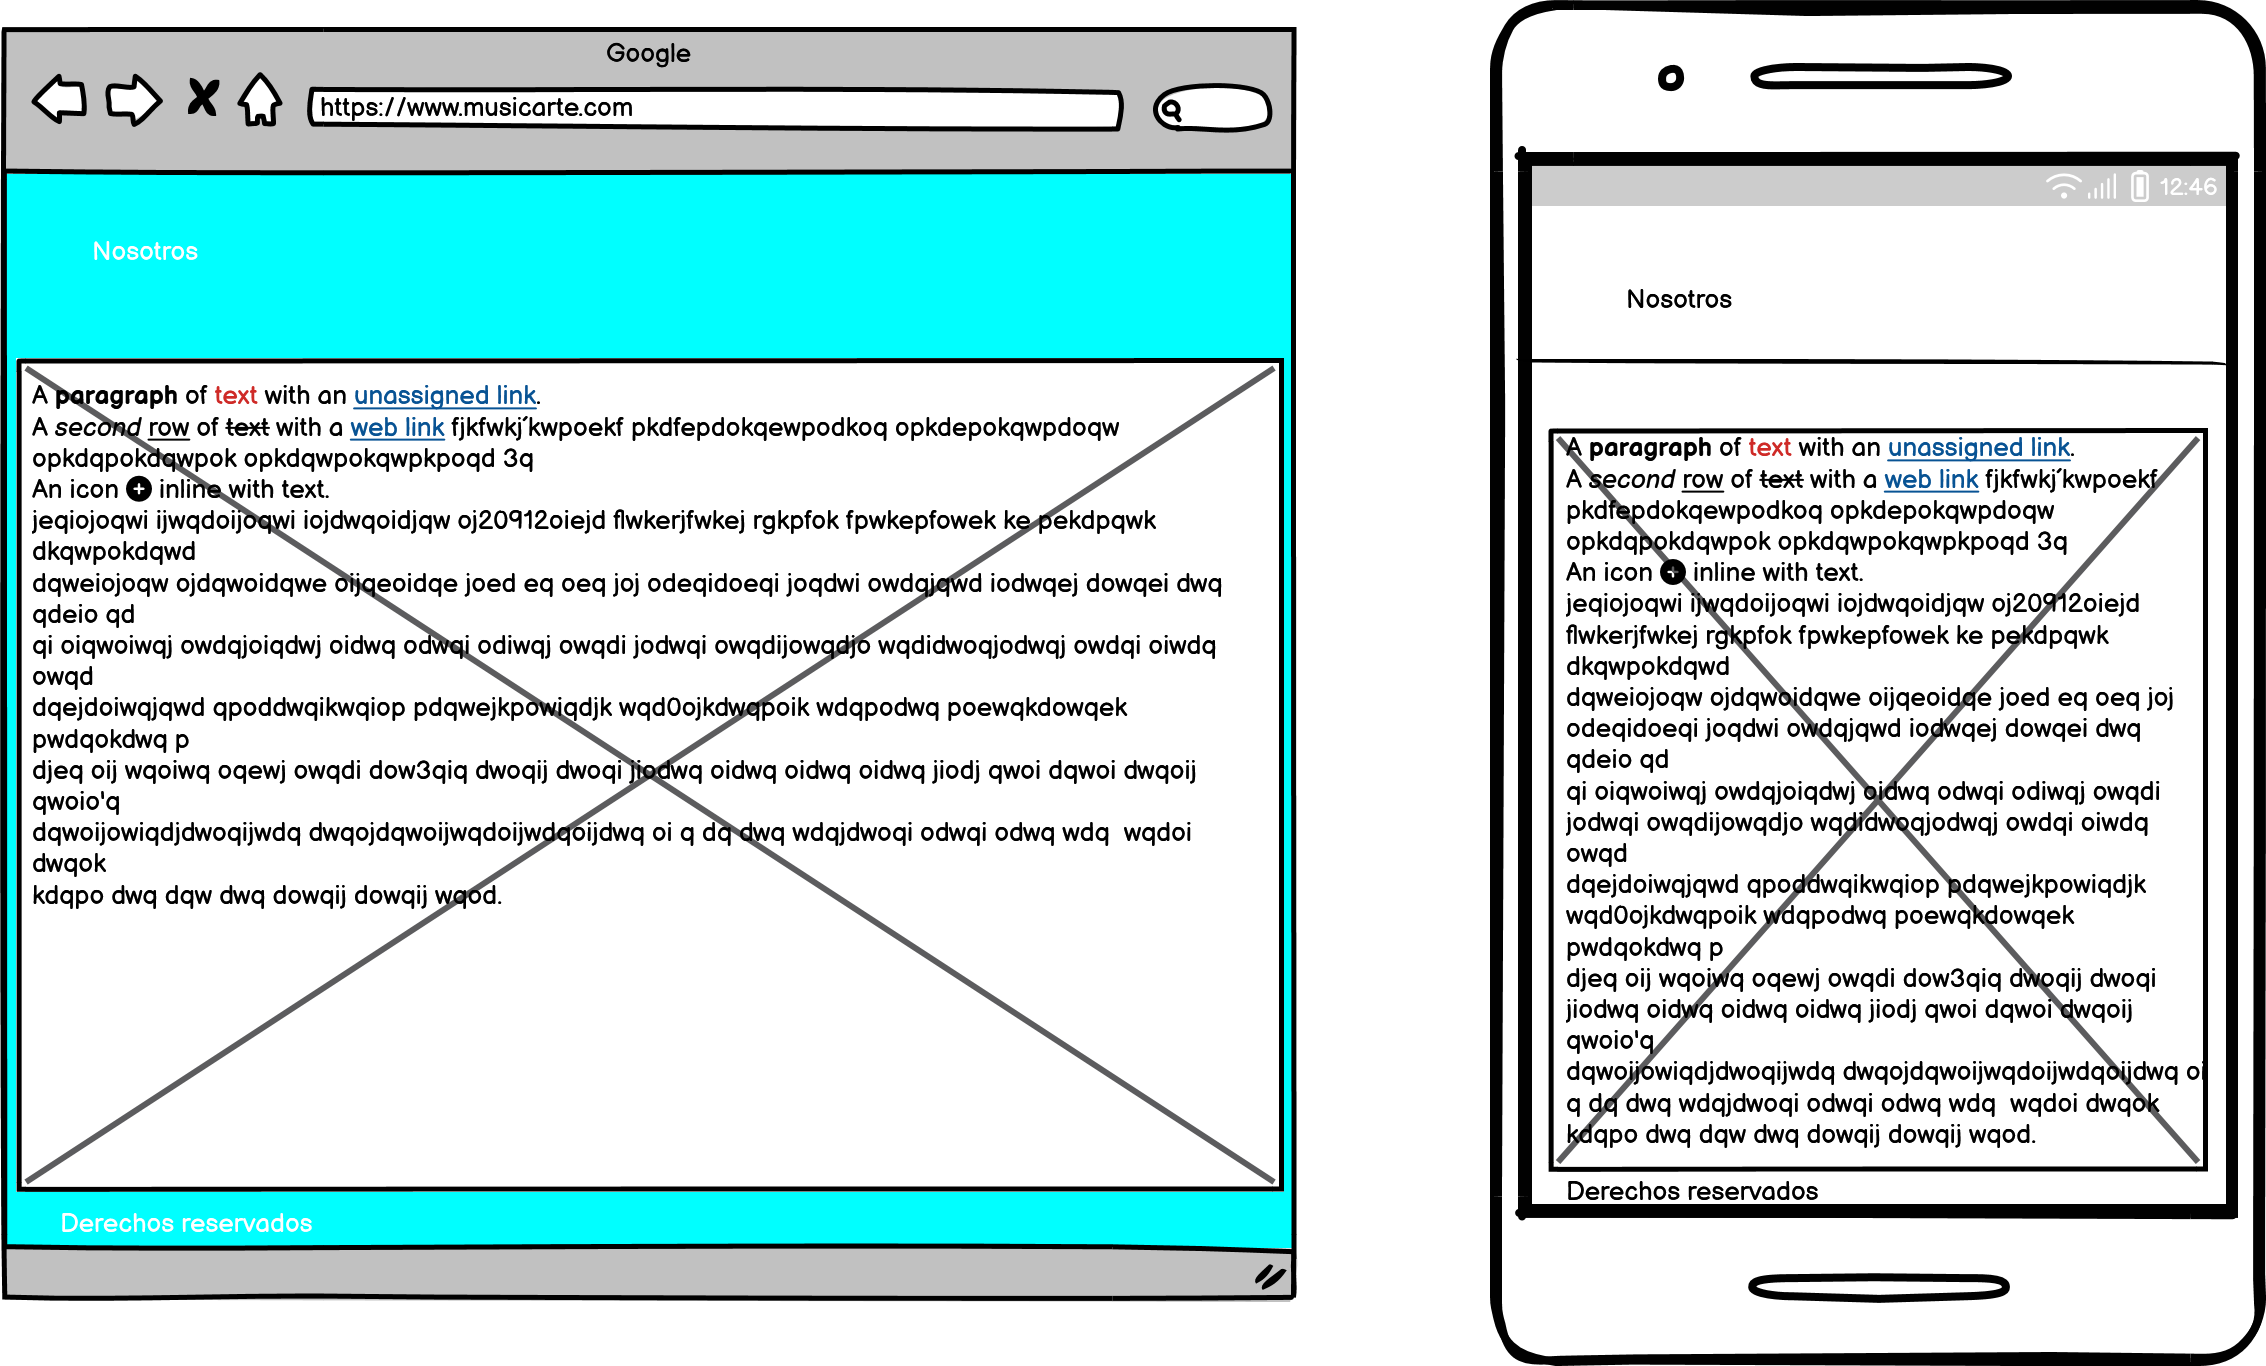 Google
https://www.musicarte.com
Nosotros
A paragraph of text with an unassigned link.
A second row of text with a web link fjkfwkj´kwpoekf pkdfepdokqewpodkoq opkdepokqwpdoqw
opkdqpokdqwpok opkdqwpokqwpkpoqd 3q
An icon inline with text.
jeqiojoqwi ijwqdoijoqwi iojdwqoidjqw oj20912oiejd flwkerjfwkej rgkpfok fpwkepfowek ke pekdpqwk
dkqwpokdqwd
dqweiojoqw ojdqwoidqwe oijqeoidqe joed eq oeq joj odeqidoeqi joqdwi owdqjqwd iodwqej dowqei dwq
qdeio qd
qi oiqwoiwqj owdqjoiqdwj oidwq odwqi odiwqj owqdi jodwqi owqdijowqdjo wqdidwoqjodwqj owdqi oiwdq
owqd
dqejdoiwqjqwd qpoddwqikwqiop pdqwejkpowiqdjk wqd0ojkdwqpoik wdqpodwq poewqkdowqek
pwdqokdwq p
djeq oij wqoiwq oqewj owqdi dow3qiq dwoqij dwoqi jiodwq oidwq oidwq oidwq jiodj qwoi dqwoi dwqoij
qwoio'q
dqwoijowiqdjdwoqijwdq dwqojdqwoijwqdoijwdqoijdwq oi q dq dwq wdqjdwoqi odwqi odwq wdq  wqdoi
dwqok
kdqpo dwq dqw dwq dowqij dowqij wqod.
Derechos reservados
12:46
Nosotros
A paragraph of text with an unassigned link.
A second row of text with a web link fjkfwkj´kwpoekf
pkdfepdokqewpodkoq opkdepokqwpdoqw
opkdqpokdqwpok opkdqwpokqwpkpoqd 3q
An icon inline with text.
jeqiojoqwi ijwqdoijoqwi iojdwqoidjqw oj20912oiejd
flwkerjfwkej rgkpfok fpwkepfowek ke pekdpqwk
dkqwpokdqwd
dqweiojoqw ojdqwoidqwe oijqeoidqe joed eq oeq joj
odeqidoeqi joqdwi owdqjqwd iodwqej dowqei dwq
qdeio qd
qi oiqwoiwqj owdqjoiqdwj oidwq odwqi odiwqj owqdi
jodwqi owqdijowqdjo wqdidwoqjodwqj owdqi oiwdq
owqd
dqejdoiwqjqwd qpoddwqikwqiop pdqwejkpowiqdjk
wqd0ojkdwqpoik wdqpodwq poewqkdowqek
pwdqokdwq p
djeq oij wqoiwq oqewj owqdi dow3qiq dwoqij dwoqi
jiodwq oidwq oidwq oidwq jiodj qwoi dqwoi dwqoij
qwoio'q
dqwoijowiqdjdwoqijwdq dwqojdqwoijwqdoijwdqoijdwq oi
q dq dwq wdqjdwoqi odwqi odwq wdq  wqdoi dwqok
kdqpo dwq dqw dwq dowqij dowqij wqod.
Derechos reservados